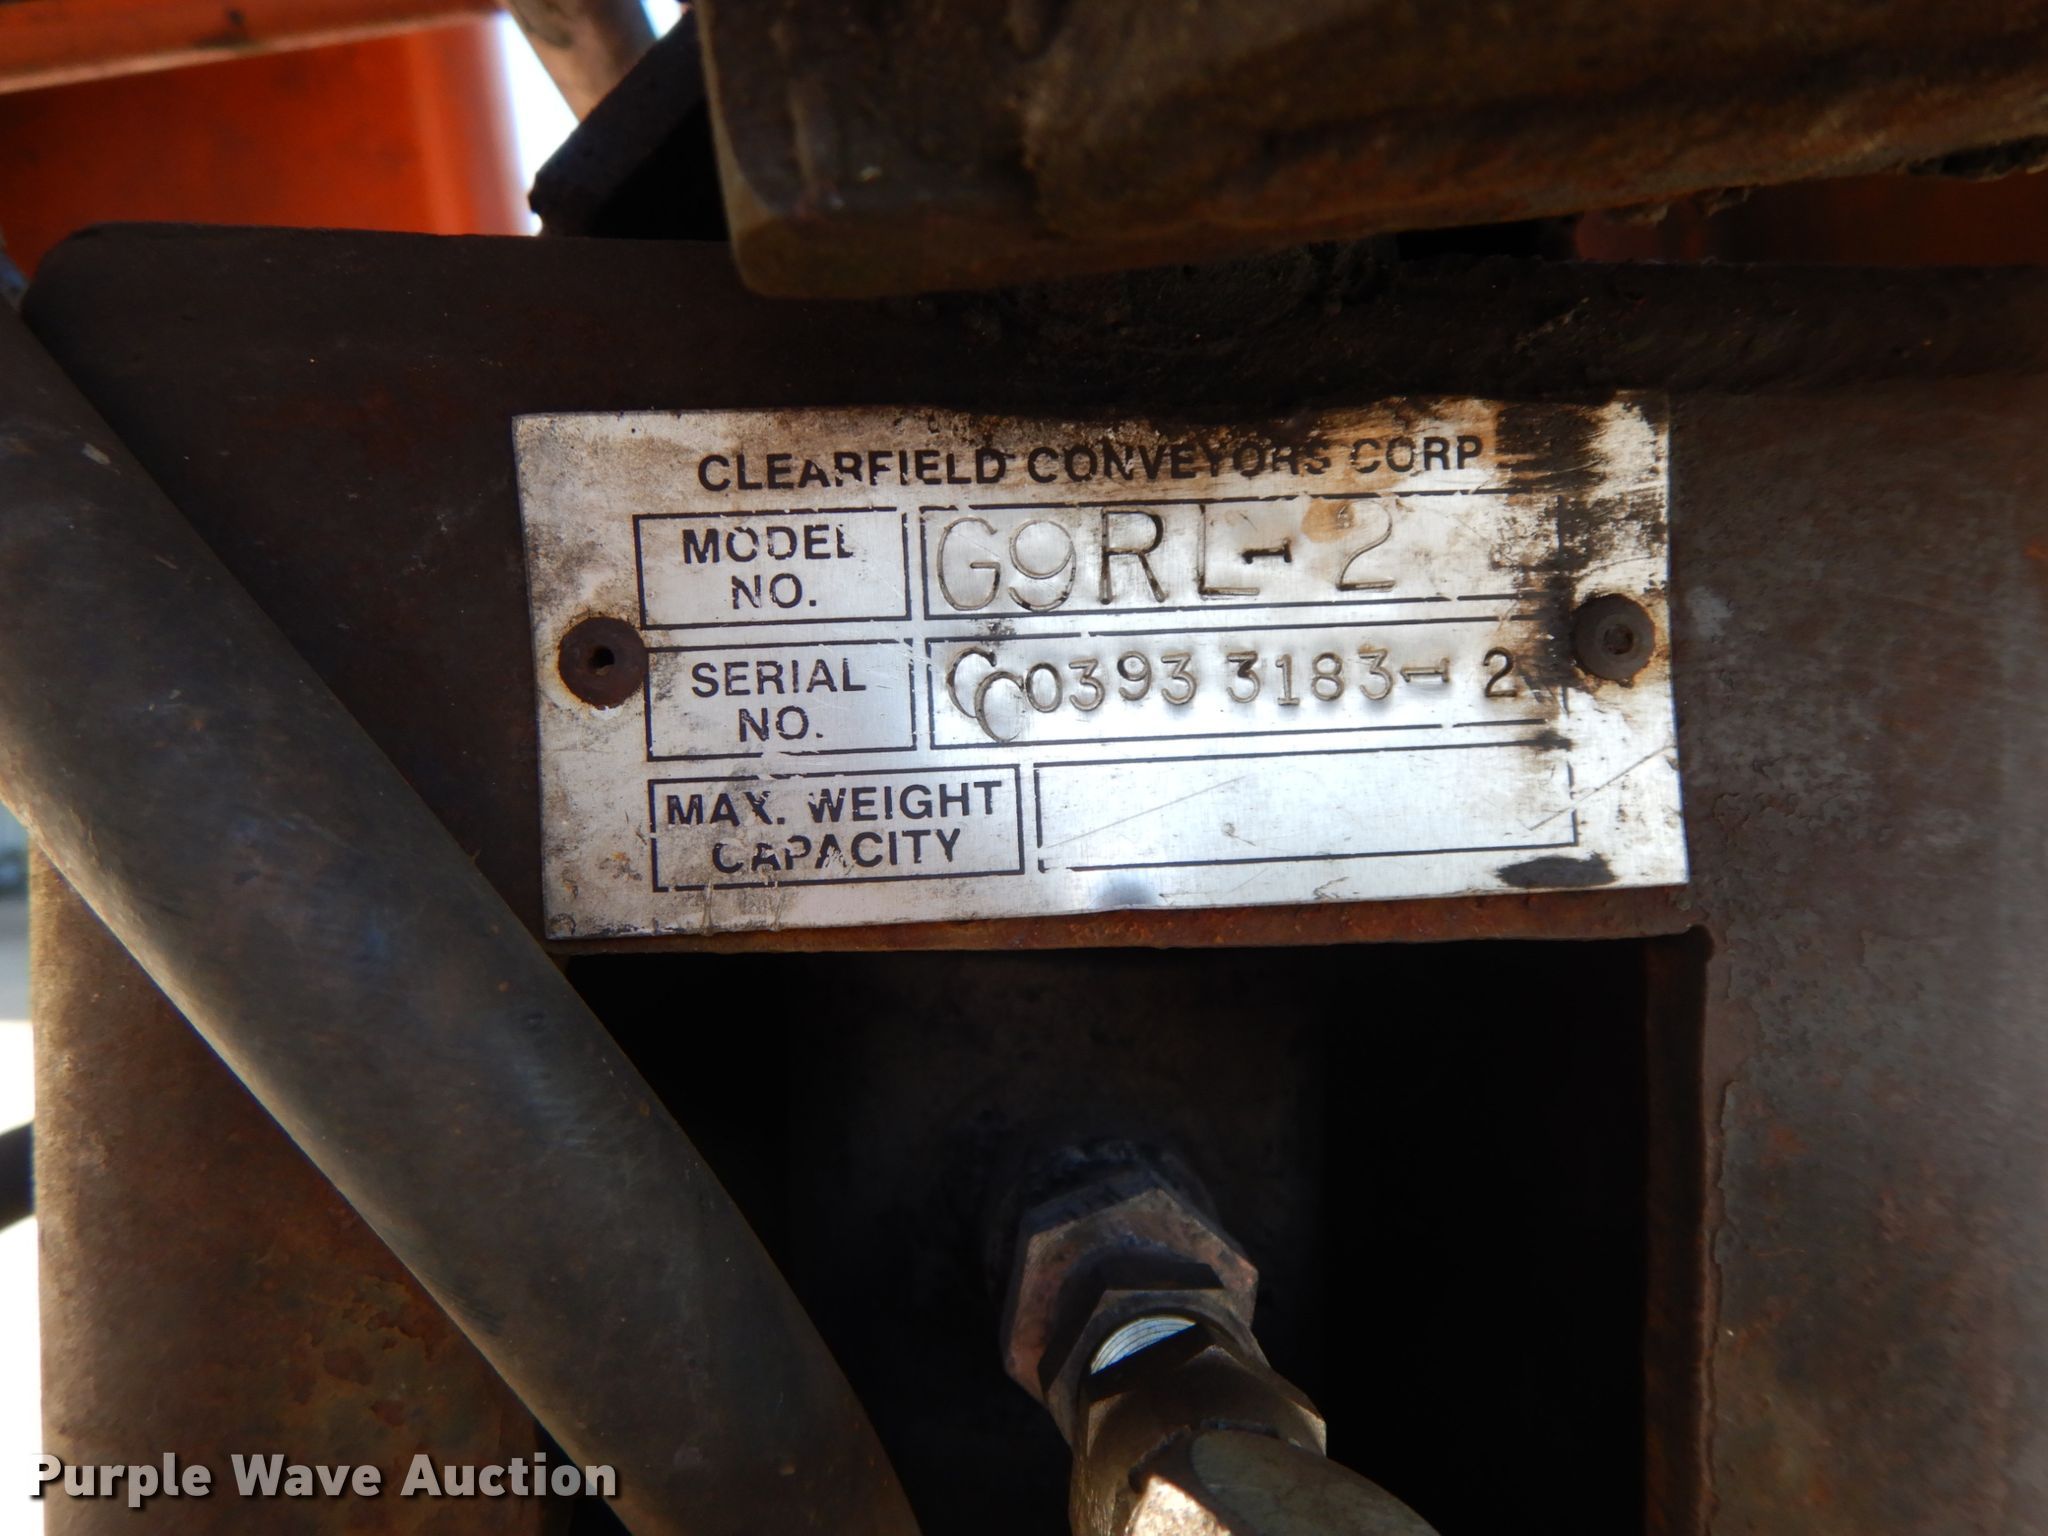 CLEARFIELD CONVEYORS CORP
MODEL NO.
G9RL-2
SERIAL NO.
CC0393 3183-2
MAX. WEIGHT CAPACITY
Purple Wave Auction